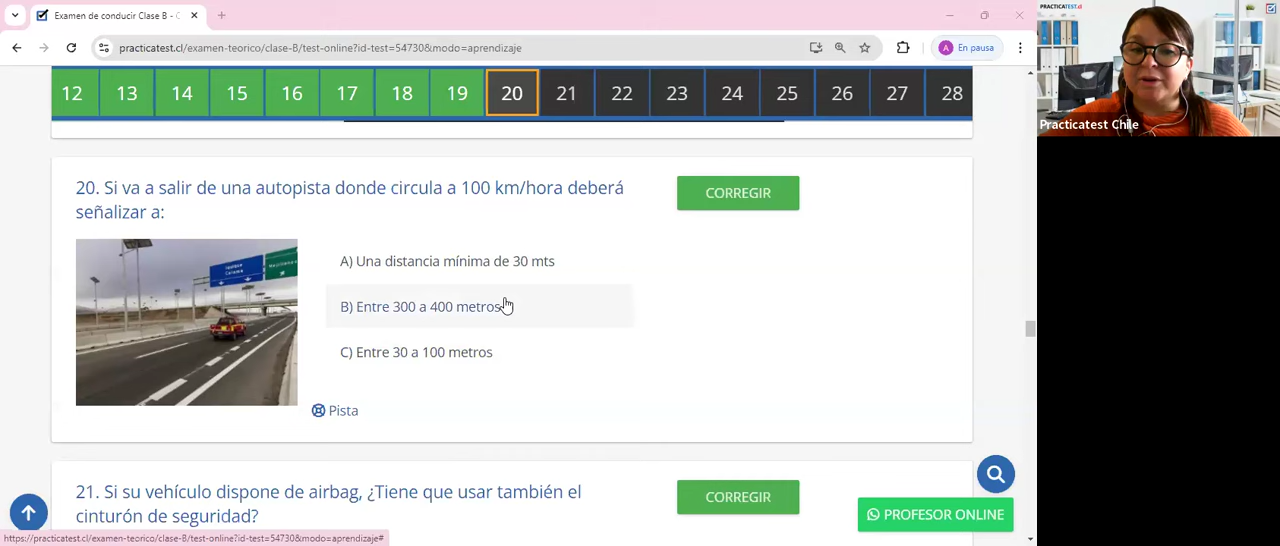 Examen de conducir Clase B - C
practicatest.cl/examen-teorico/clase-B/test-online?id-test=54730&modo=aprendizaje
A
En pausa
PRACTICATEST.cl
12 13 14 15 16 17 18 19 20 21 22 23 24 25 26 27 28
Practicatest Chile
20. Si va a salir de una autopista donde circula a 100 km/hora deberá
señalizar a:
CORREGIR
A) Una distancia mínima de 30 mts
B) Entre 300 a 400 metros
C) Entre 30 a 100 metros
Pista
21. Si su vehículo dispone de airbag, ¿Tiene que usar también el
cinturón de seguridad?
CORREGIR
PROFESOR ONLINE
https://practicatest.cl/examen-teorico/clase-B/test-online?id-test=54730&modo=aprendizaje#